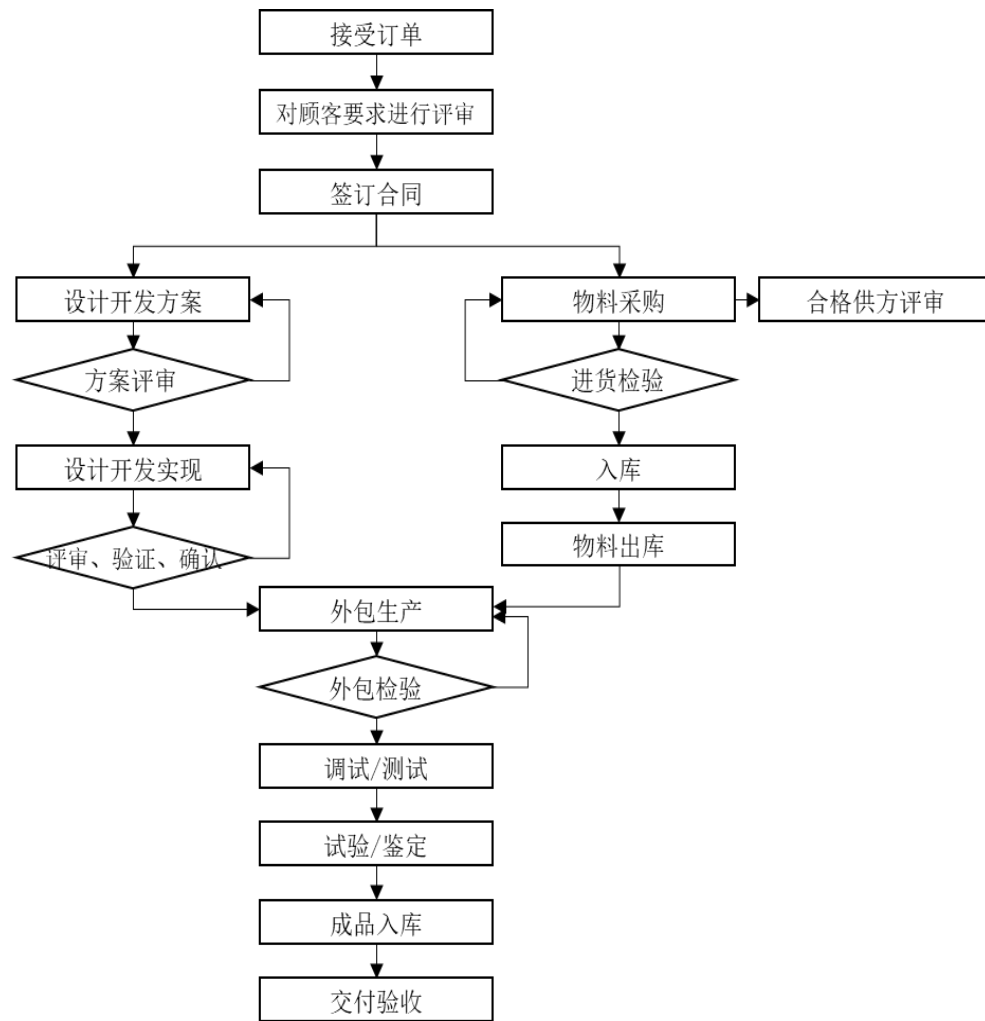 接受订单
对顾客要求进行评审
签订合同
设计开发方案
物料采购
合格供方评审
方案评审
进货检验
设计开发实现
入库
物料出库
评审、验证、确认
外包生产
外包检验
调试/测试
试验/鉴定
成品入库
交付验收